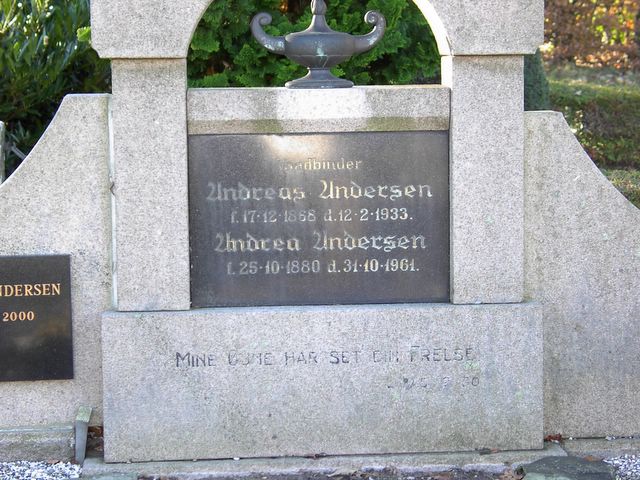 NDERSEN
2000
Andreas Andersen
f.17-12-1868 d.12-2-1933.
Andrea Andersen
f.25-10-1880 d.31-10-1961.
MINE ØJNE HAR SET DIN FRELSE